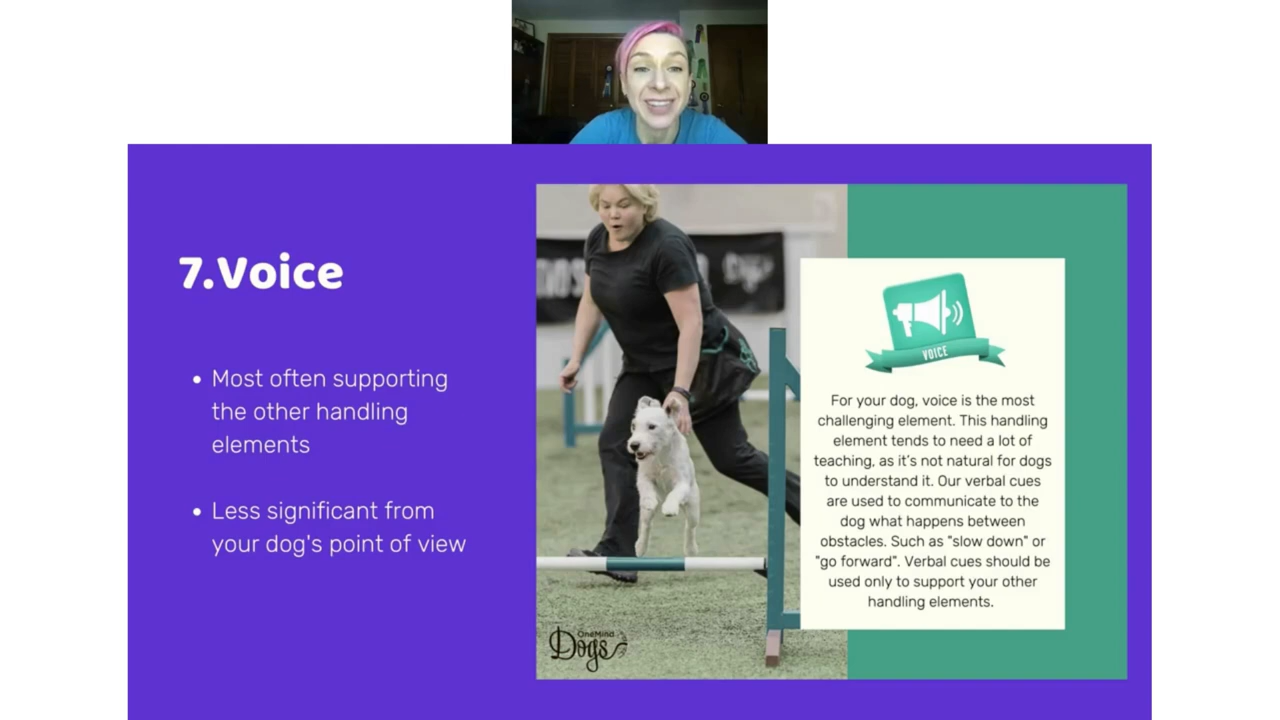 7.Voice
• Most often supporting
the other handling
elements
• Less significant from
your dog's point of view
VOICE
For your dog, voice is the most
challenging element. This handling
element tends to need a lot of
teaching, as it's not natural for dogs
to understand it. Our verbal cues
are used to communicate to the
dog what happens between
obstacles. Such as "slow down" or
"go forward". Verbal cues should be
used only to support your other
handling elements.
OneMind
Dogs